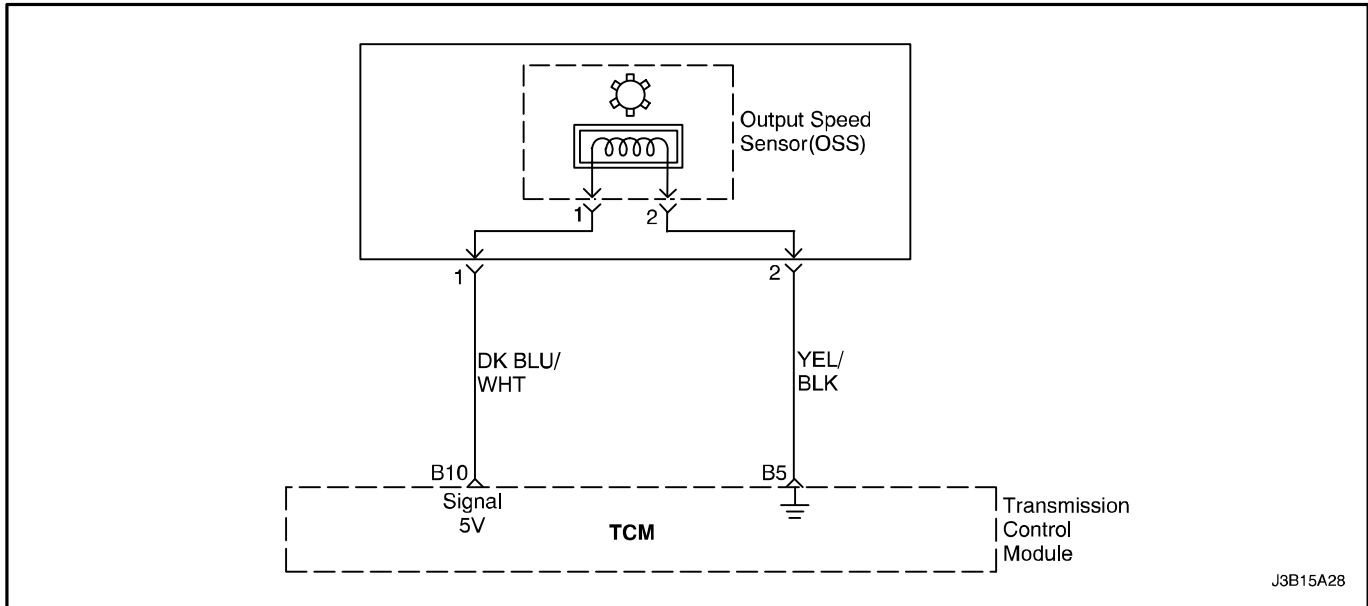 Output Speed
Sensor(OSS)
1
2
1
2
DK BLU/
WHT
YEL/
BLK
B10
B5
Signal
5V
TCM
Transmission
Control
Module
J3B15A28